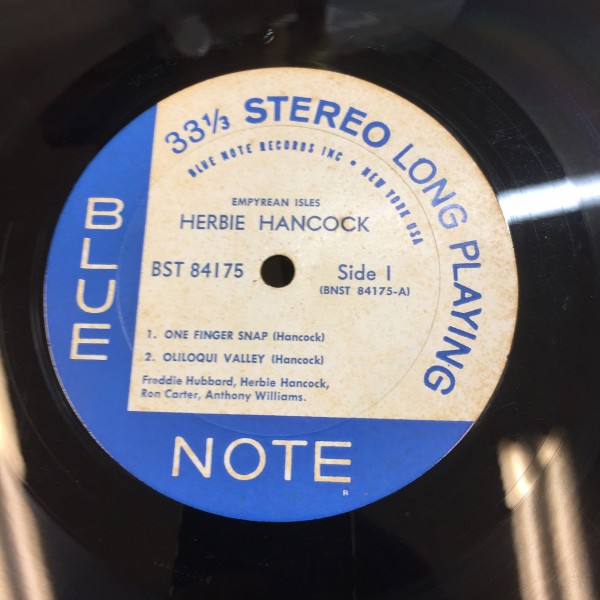 33⅓ STEREO LONG PLAYING
BLUE NOTE RECORDS INC • NEW YORK USA
EMPYREAN ISLES
HERBIE HANCOCK
BST 84175
Side 1
(BNST 84175-A)
1. ONE FINGER SNAP (Hancock)
2. OLILOQUI VALLEY (Hancock)
Freddie Hubbard, Herbie Hancock,
Ron Carter, Anthony Williams.
BLUE
NOTE
R